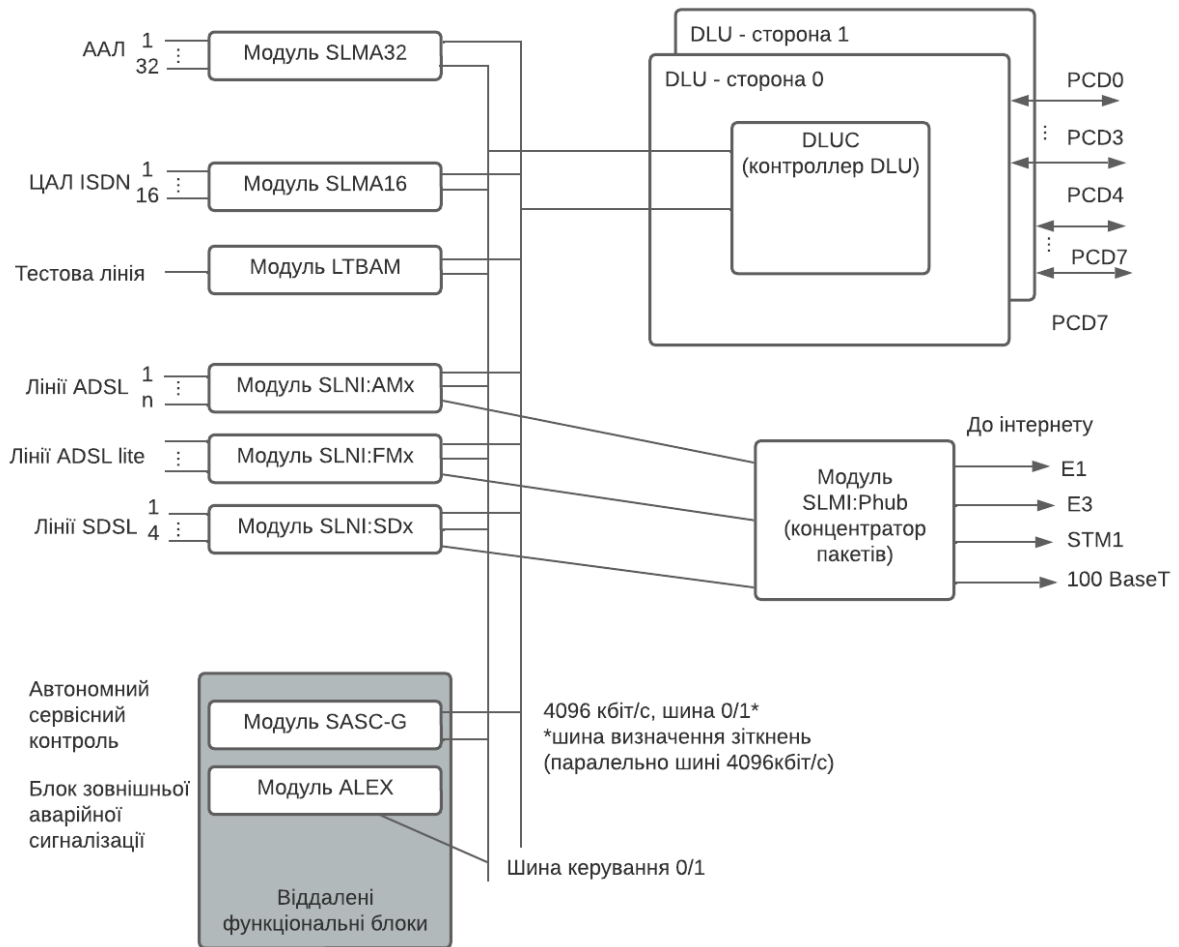 ААЛ
1
⋮
32
Модуль SLMA32
DLU - сторона 1
DLU - сторона 0
DLUC
(контроллер DLU)
PCD0
⋮
PCD3
PCD4
⋮
PCD7
PCD7
ЦАЛ ISDN
1
⋮
16
Модуль SLMA16
Тестова лінія
Модуль LTBAM
Лінії ADSL
1
⋮
n
Модуль SLNI:AMx
Лінії ADSL lite
⋮
Модуль SLNI:FMx
Лінії SDSL
1
⋮
4
Модуль SLNI:SDx
До інтернету
Модуль
SLMI:Phub
(концентратор
пакетів)
E1
E3
STM1
100 BaseT
Автономний
сервісний
контроль
Модуль SASC-G
4096 кбіт/с, шина 0/1*
*шина визначення зіткнень
(паралельно шині 4096кбіт/с)
Блок зовнішньої
аварійної
сигналізації
Модуль ALEX
Шина керування 0/1
Віддалені
функціональні блоки